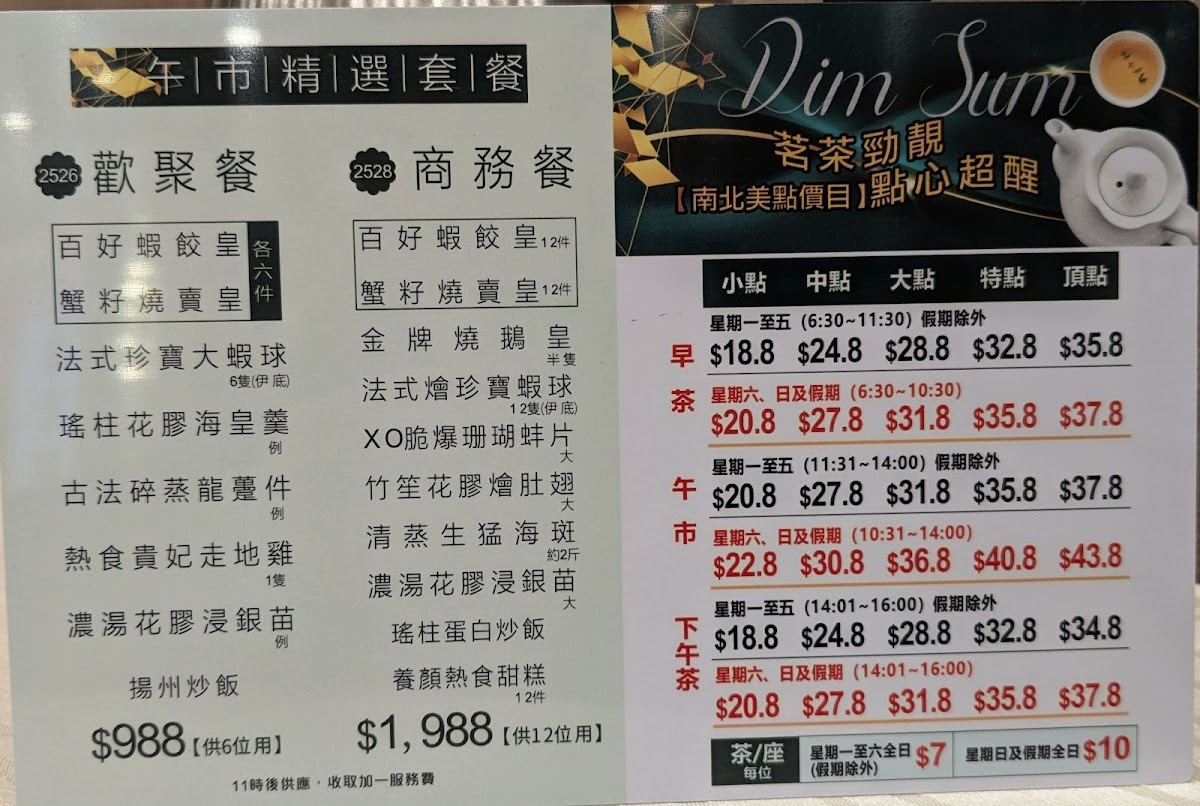 午市精選套餐
2526 歡聚餐
百好蝦餃皇
蟹籽燒賣皇
各六件
法式珍寶大蝦球
6隻(伊底)
瑤柱花膠海皇羹
例
古法碎蒸龍躉件
例
熱食貴妃走地雞
1隻
濃湯花膠浸銀苗
例
揚州炒飯
$988【供6位用】
2528 商務餐
百好蝦餃皇12件
蟹籽燒賣皇12件
金牌燒鵝皇
半隻
法式燴珍寶蝦球
12隻(伊底)
XO脆爆珊瑚蚌片
大
竹笙花膠燴肚翅
大
清蒸生猛海斑
約2斤
濃湯花膠浸銀苗
大
瑤柱蛋白炒飯
養顏熱食甜糕
12件
$1,988【供12位用】
11時後供應，收取加一服務費
Dim Sum
茗茶勁靚
【南北美點價目】點心超醒
小點 中點 大點 特點 頂點
早茶
星期一至五 (6:30~11:30) 假期除外
$18.8 $24.8 $28.8 $32.8 $35.8
星期六、日及假期 (6:30~10:30)
$20.8 $27.8 $31.8 $35.8 $37.8
午市
星期一至五 (11:31~14:00) 假期除外
$20.8 $27.8 $31.8 $35.8 $37.8
星期六、日及假期 (10:31~14:00)
$22.8 $30.8 $36.8 $40.8 $43.8
下午茶
星期一至五 (14:01~16:00) 假期除外
$18.8 $24.8 $28.8 $32.8 $34.8
星期六、日及假期 (14:01~16:00)
$20.8 $27.8 $31.8 $35.8 $37.8
茶/座
每位
星期一至六全日
(假期除外)
$7
星期日及假期全日 $10